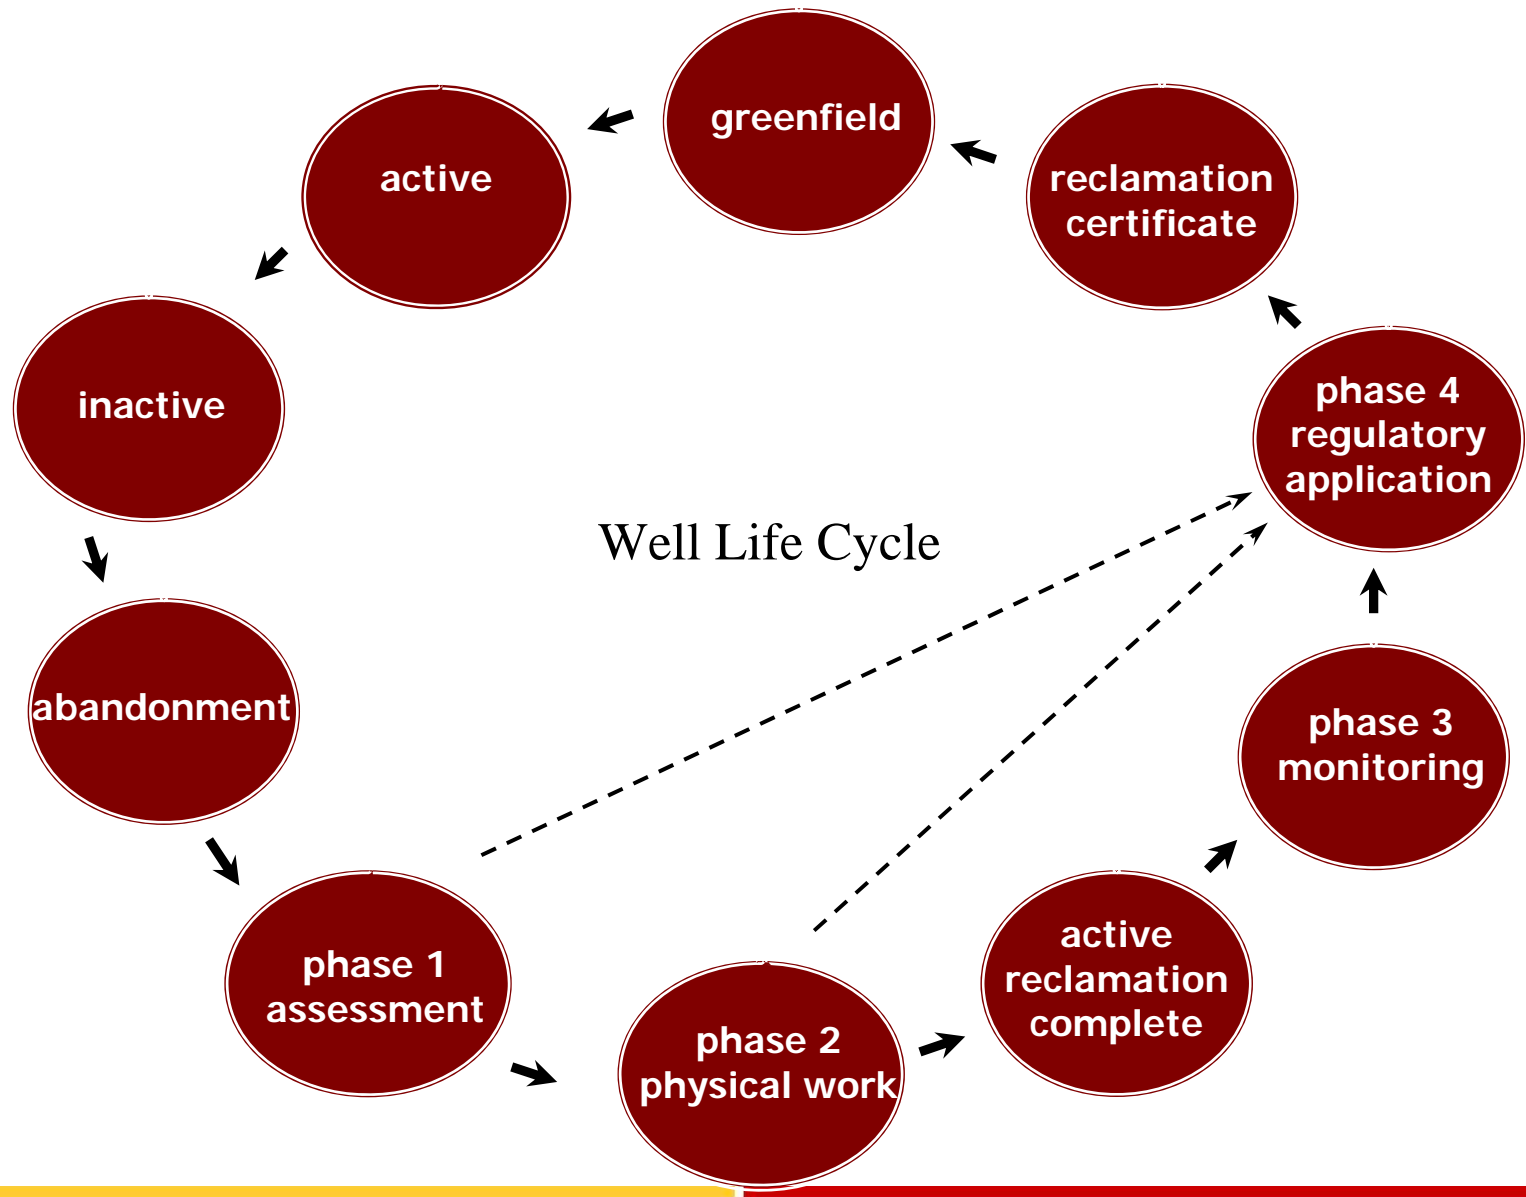 greenfield
active
reclamation
certificate
inactive
phase 4
regulatory
application
Well Life Cycle
abandonment
phase 3
monitoring
phase 1
assessment
phase 2
physical work
active
reclamation
complete